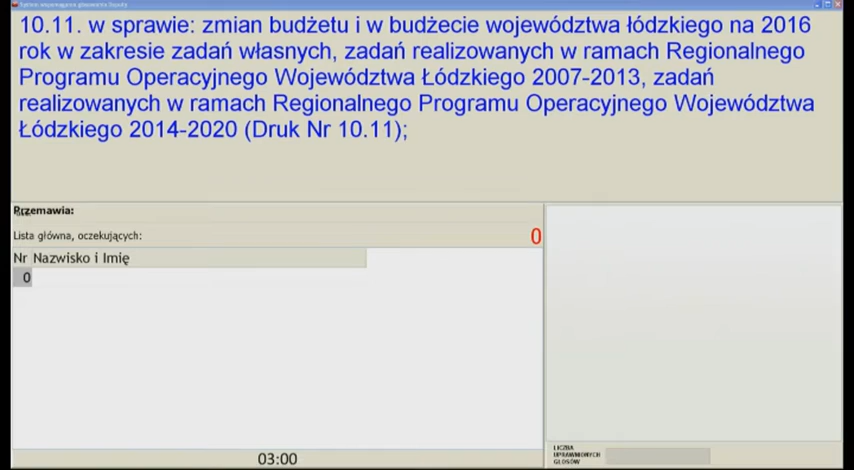 10.11. w sprawie: zmian budżetu i w budżecie województwa łódzkiego na 2016
rok w zakresie zadań własnych, zadań realizowanych w ramach Regionalnego
Programu Operacyjnego Województwa Łódzkiego 2007-2013, zadań
realizowanych w ramach Regionalnego Programu Operacyjnego Województwa
Łódzkiego 2014-2020 (Druk Nr 10.11);
Przemawia:
Lista główna, oczekujących:
0
Nr Nazwisko i Imię
0
03:00
LICZBA
UPRAWNIONYCH
GŁOSÓW